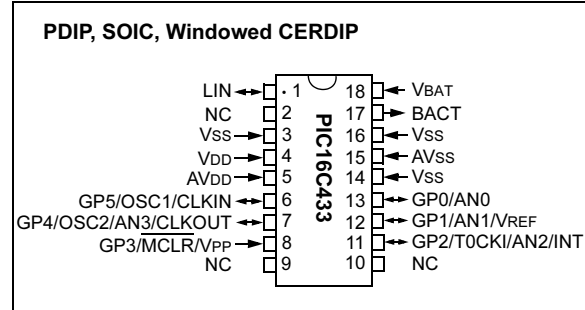 PDIP, SOIC, Windowed CERDIP
LIN 1 18 VBAT
NC 2 17 BACT
VSS 3 16 VSS
VDD 4 15 AVSS
AVDD 5 14 VSS
GP5/OSC1/CLKIN 6 13 GP0/AN0
GP4/OSC2/AN3/CLKOUT 7 12 GP1/AN1/VREF
GP3/MCLR/VPP 8 11 GP2/T0CKI/AN2/INT
NC 9 10 NC
PIC16C433